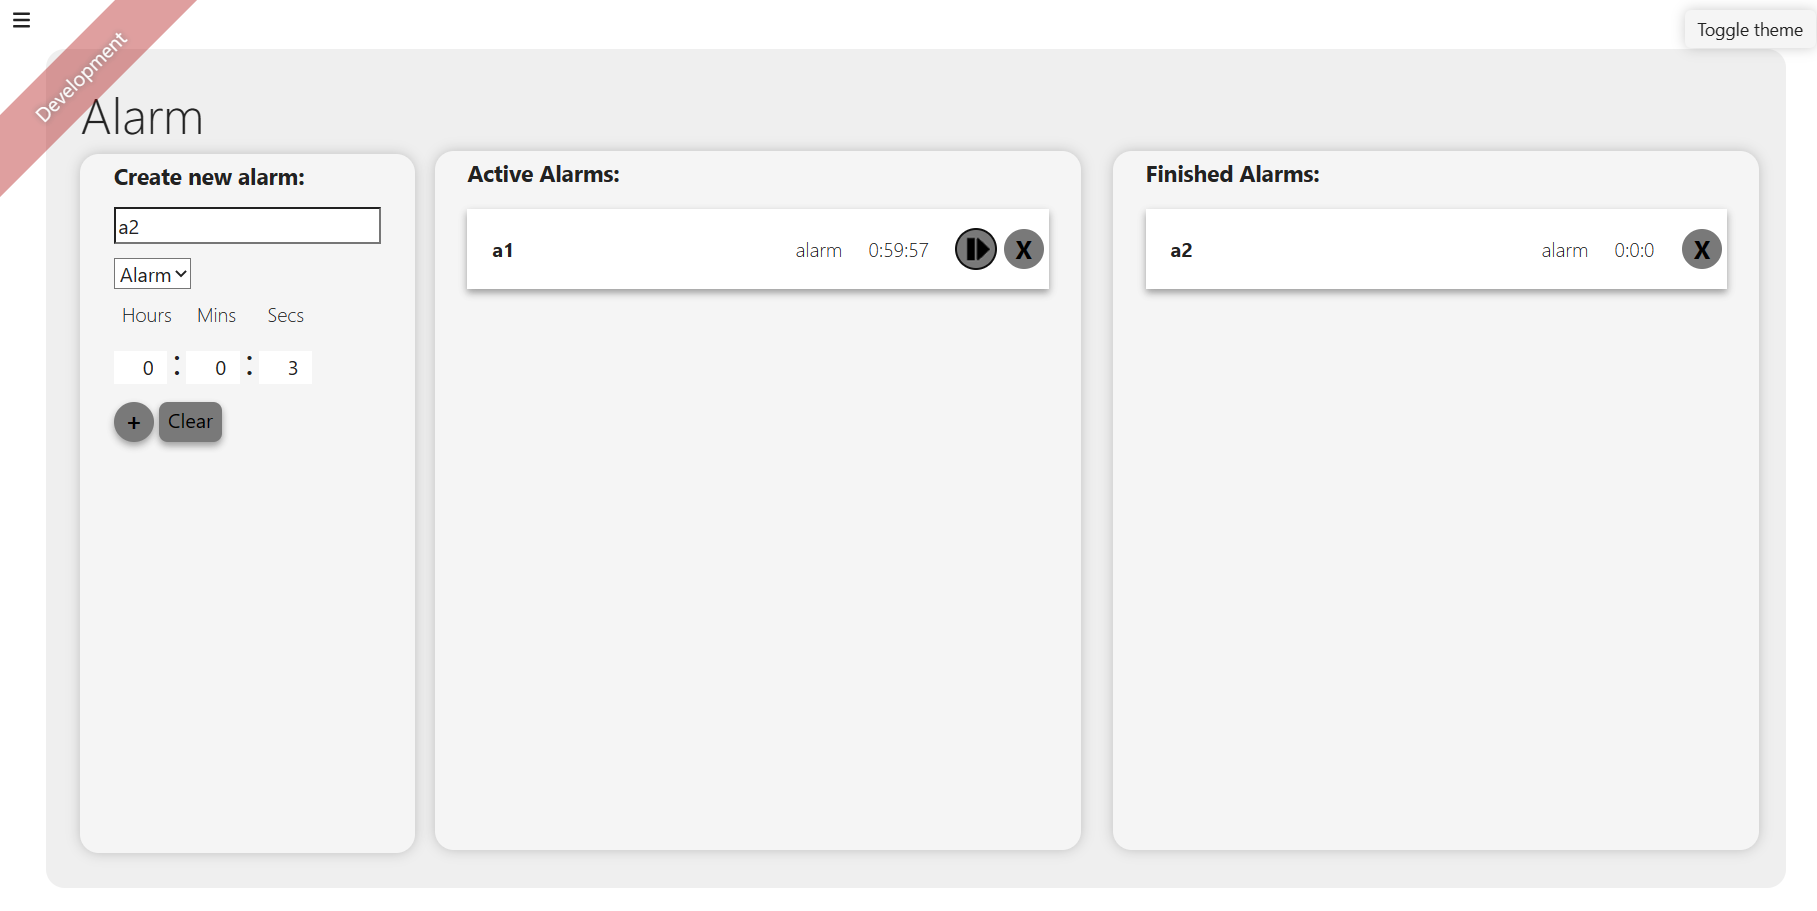 Toggle theme
Development
Alarm
Create new alarm:
a2
Alarm
Hours Mins Secs
0 : 0 : 3
+ Clear
Active Alarms:
a1 alarm 0:59:57 X
Finished Alarms:
a2 alarm 0:0:0 X